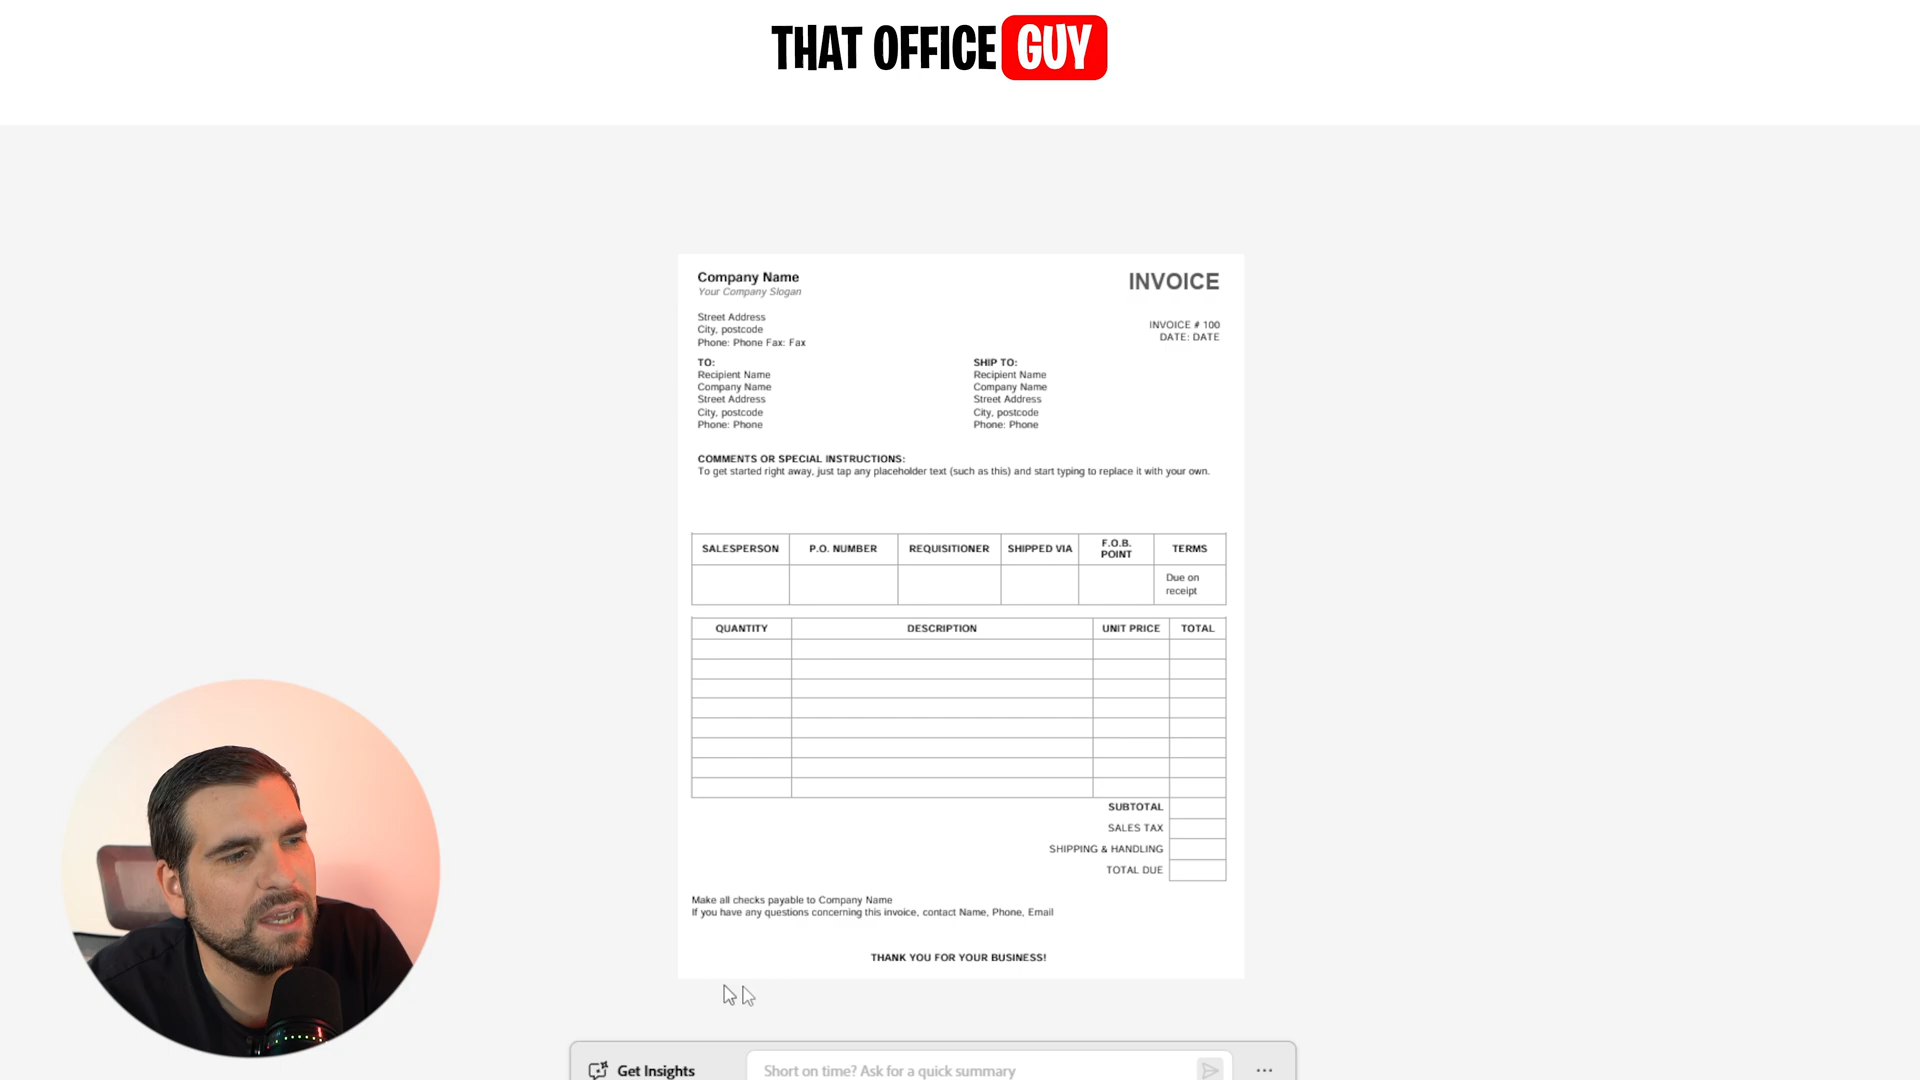 THAT OFFICE GUY
Company Name
Your Company Slogan
INVOICE
Street Address
City, postcode
Phone: Phone Fax: Fax
INVOICE # 100
DATE: DATE
TO:
Recipient Name
Company Name
Street Address
City, postcode
Phone: Phone
SHIP TO:
Recipient Name
Company Name
Street Address
City, postcode
Phone: Phone
COMMENTS OR SPECIAL INSTRUCTIONS:
To get started right away, just tap any placeholder text (such as this) and start typing to replace it with your own.
SALESPERSON P.O. NUMBER REQUISITIONER SHIPPED VIA F.O.B. POINT TERMS
Due on
receipt
QUANTITY DESCRIPTION UNIT PRICE TOTAL
SUBTOTAL
SALES TAX
SHIPPING & HANDLING
TOTAL DUE
Make all checks payable to Company Name
If you have any questions concerning this invoice, contact Name, Phone, Email
THANK YOU FOR YOUR BUSINESS!
Get Insights Short on time? Ask for a quick summary